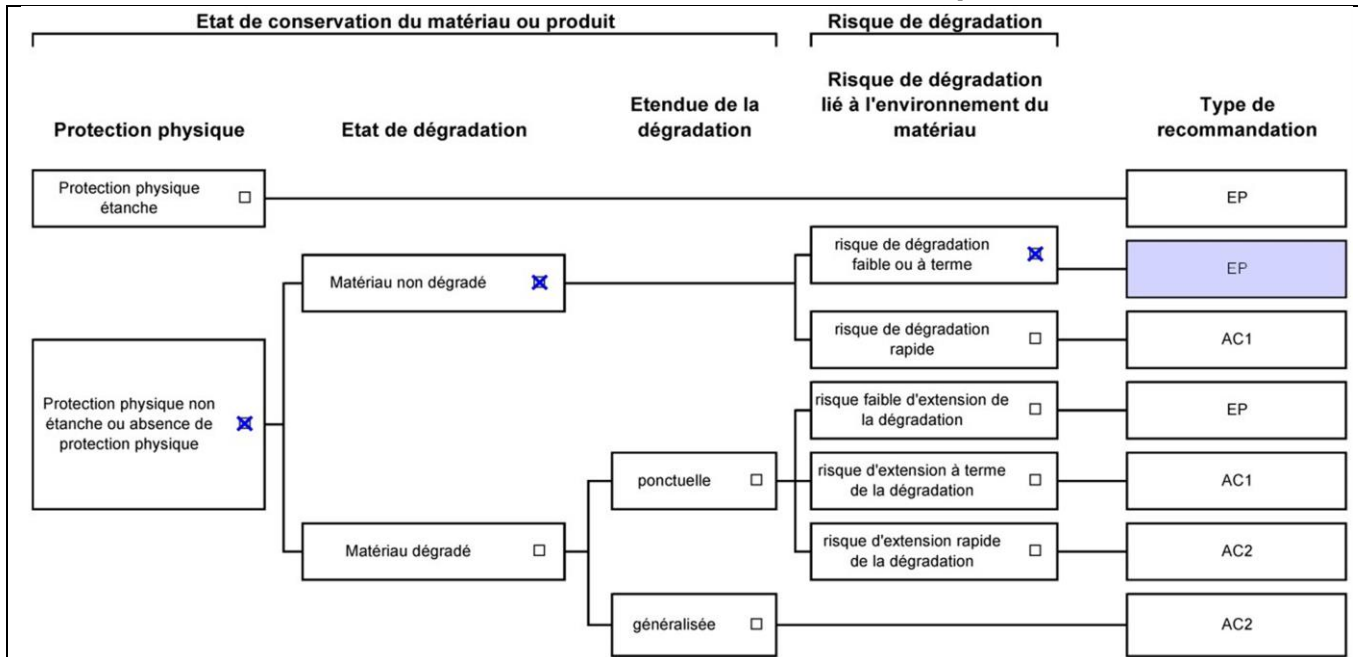 Etat de conservation du matériau ou produit
Risque de dégradation
Protection physique
Etat de dégradation
Etendue de la
dégradation
Risque de dégradation
lié à l'environnement du
matériau
Type de
recommandation
Protection physique
étanche
EP
risque de dégradation
faible ou à terme
EP
Matériau non dégradé
risque de dégradation
rapide
AC1
Protection physique non
étanche ou absence de
protection physique
risque faible d'extension de
la dégradation
EP
ponctuelle
risque d'extension à terme
de la dégradation
AC1
Matériau dégradé
risque d'extension rapide
de la dégradation
AC2
généralisée
AC2